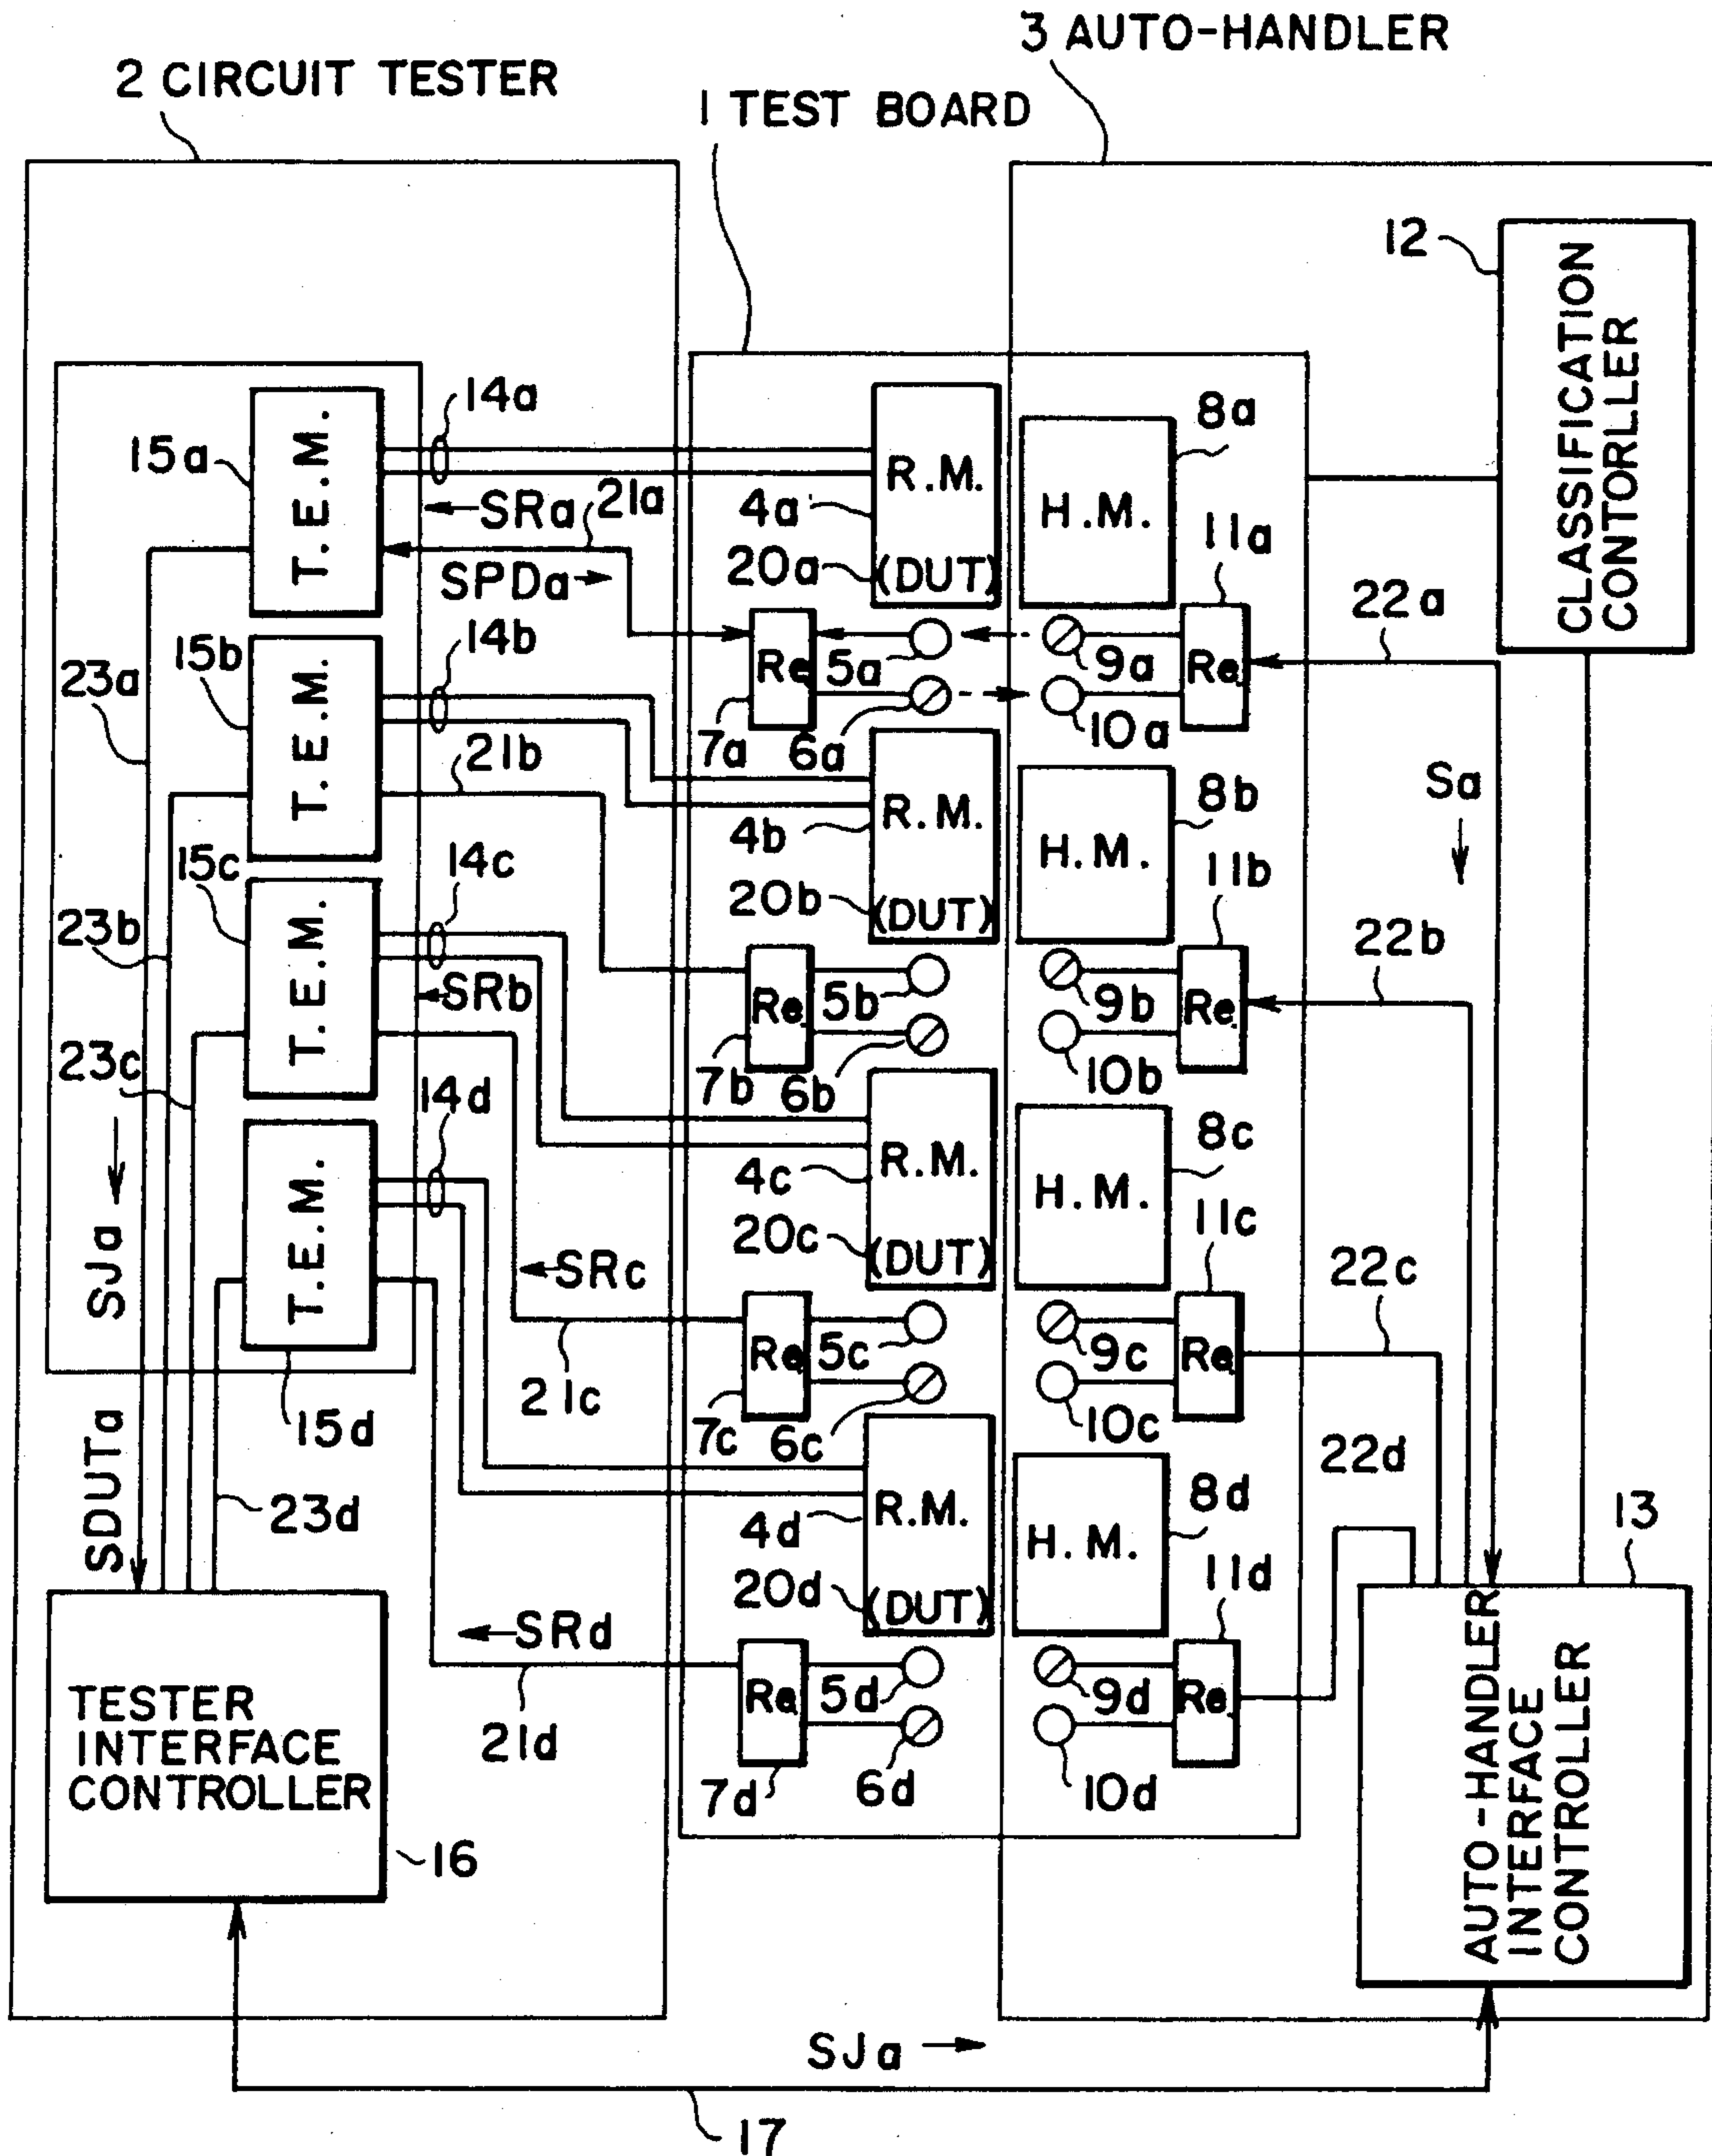 3 AUTO-HANDLER
2 CIRCUIT TESTER
1 TEST BOARD
12
CLASSIFICATION
CONTORLLER
14a
15a
T.E.M.
SRa
21a
SPDa
R.M.
4a
20a
(DUT)
8a
H.M.
11a
22a
23a
15b
T.E.M.
14b
21b
Re
7a
5a
6a
9a
10a
Re
Sa
R.M.
4b
20b
(DUT)
8b
H.M.
11b
22b
15c
T.E.M.
14c
23b
SRb
23c
Re
7b
5b
6b
9b
10b
Re
14d
SJa
T.E.M.
15d
R.M.
4c
20c
(DUT)
8c
H.M.
11c
22c
SRc
21c
Re
7c
5c
6c
9c
10c
Re
22d
SDUTa
23d
R.M.
4d
20d
(DUT)
8d
H.M.
11d
13
SRd
21d
Re
7d
5d
6d
9d
10d
Re
TESTER
INTERFACE
CONTROLLER
16
AUTO-HANDLER
INTERFACE
CONTROLLER
SJa
17